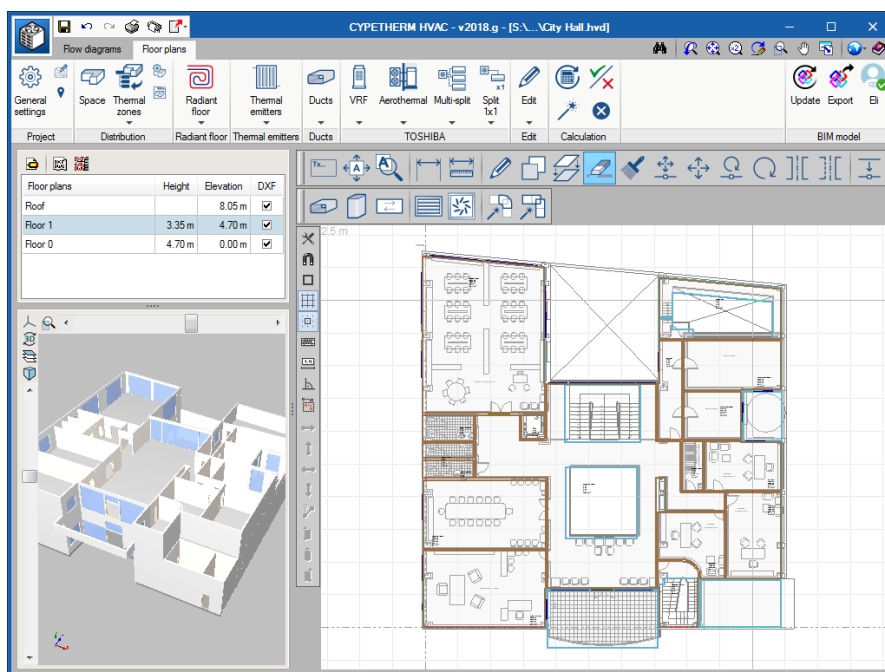 CYPETHERM HVAC - v2018.g - [S:\...\City Hall.hvd]
Flow diagrams Floor plans
General settings
Space
Thermal zones
Radiant floor
Thermal emitters
Ducts
VRF
Aerothermal
Multi-split
Split 1x1
Edit
Update
Export
Eli
Project Distribution Radiant floor Thermal emitters Ducts TOSHIBA Edit Calculation BIM model
Floor plans Height Elevation DXF
Roof 8.05 m
Floor 1 3.35 m 4.70 m
Floor 0 4.70 m 0.00 m
2.5 m
3D